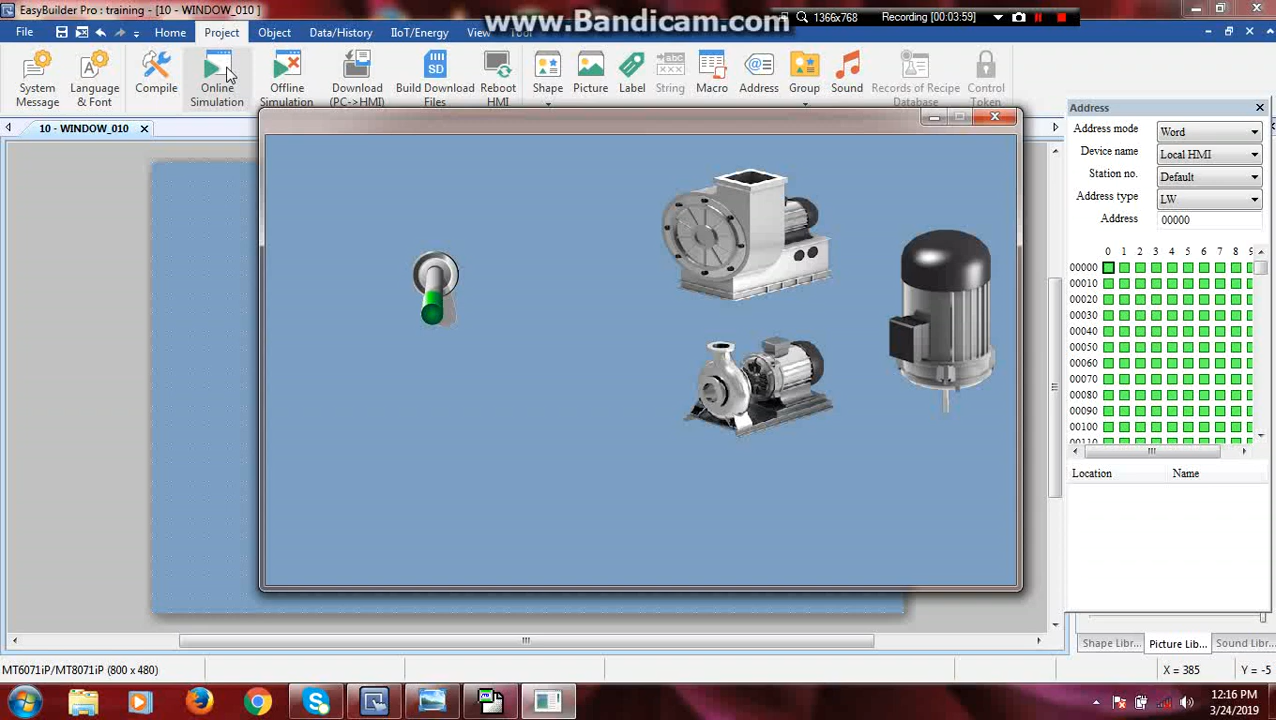 EasyBuilder Pro : training - [10 - WINDOW_010 ]
www.Bandicam.com
1366x768
Recording [00:03:59]
File
Home
Project
Object
Data/History
IIoT/Energy
View
System
Message
Language
& Font
Compile
Online
Simulation
Offline
Simulation
Download
(PC->HMI)
Build Download
Files
Reboot
HMI
Shape
Picture
Label
String
Macro
Address
Group
Sound
Records of Recipe
Database
Control
Token
10 - WINDOW_010
Address
Address mode
Word
Device name
Local HMI
Station no.
Default
Address type
LW
Address
00000
0 1 2 3 4 5 6 7 8 9
00000
00010
00020
00030
00040
00050
00060
00070
00080
00090
00100
00110
Location
Name
Shape Libr...
Picture Lib...
Sound Libr
MT6071iP/MT8071iP (800 x 480)
X = 385
Y = -5
12:16 PM
3/24/2019